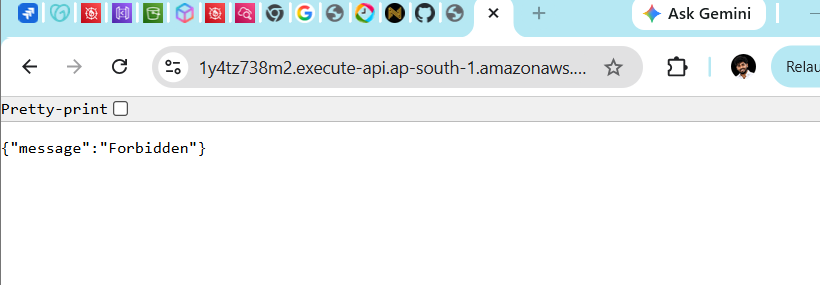 Ask Gemini
1y4tz738m2.execute-api.ap-south-1.amazonaws....
Relau
Pretty-print
{"message":"Forbidden"}